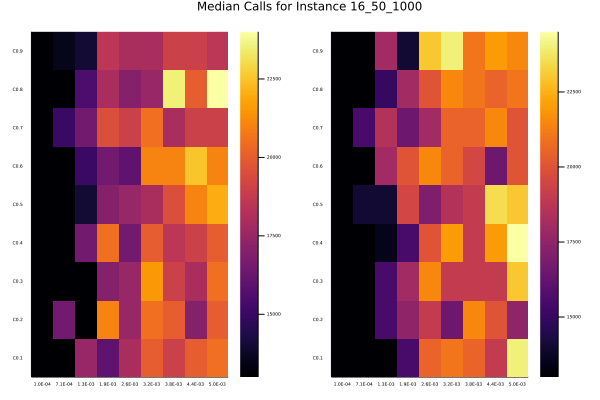 Median Calls for Instance 16_50_1000
C0.9
C0.8
C0.7
C0.6
C0.5
C0.4
C0.3
C0.2
C0.1
1.0E-04 7.1E-04 1.3E-03 1.9E-03 2.6E-03 3.2E-03 3.8E-03 4.4E-03 5.0E-03
22500
20000
17500
15000
C0.9
C0.8
C0.7
C0.6
C0.5
C0.4
C0.3
C0.2
C0.1
1.0E-04 7.1E-04 1.3E-03 1.9E-03 2.6E-03 3.2E-03 3.8E-03 4.4E-03 5.0E-03
22500
20000
17500
15000